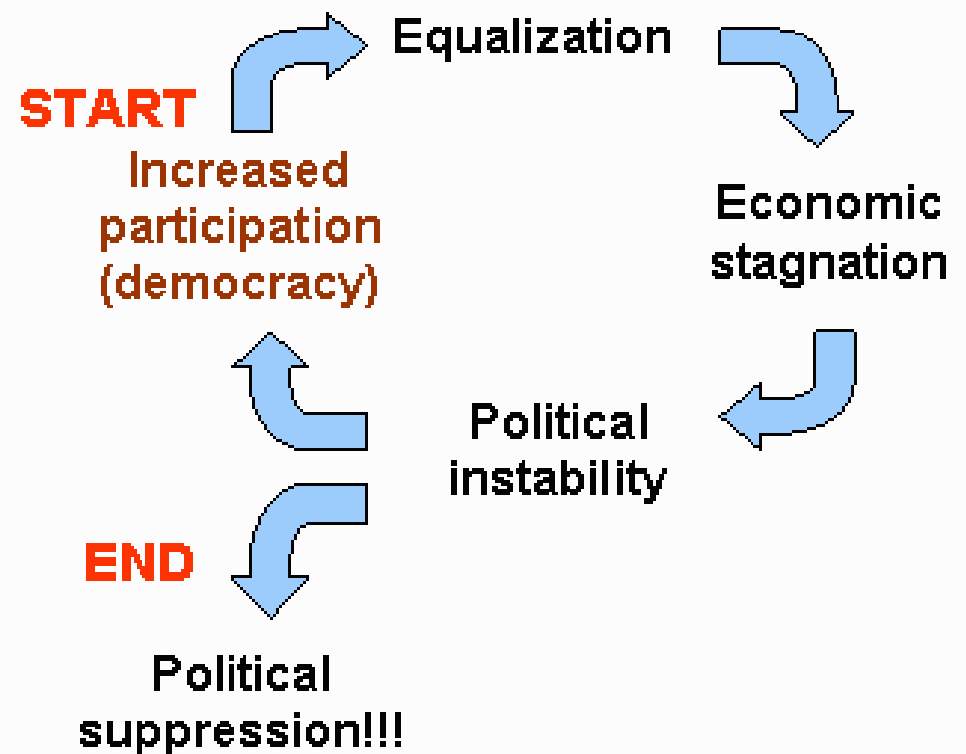 START
Increased
participation
(democracy)
Equalization
Economic
stagnation
Political
instability
END
Political
suppression!!!